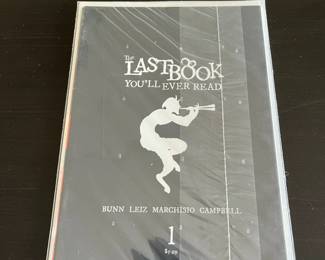 The
LAST BOOK
YOU'LL EVER READ
BUNN LEIZ MARCHISIO CAMPBELL
1